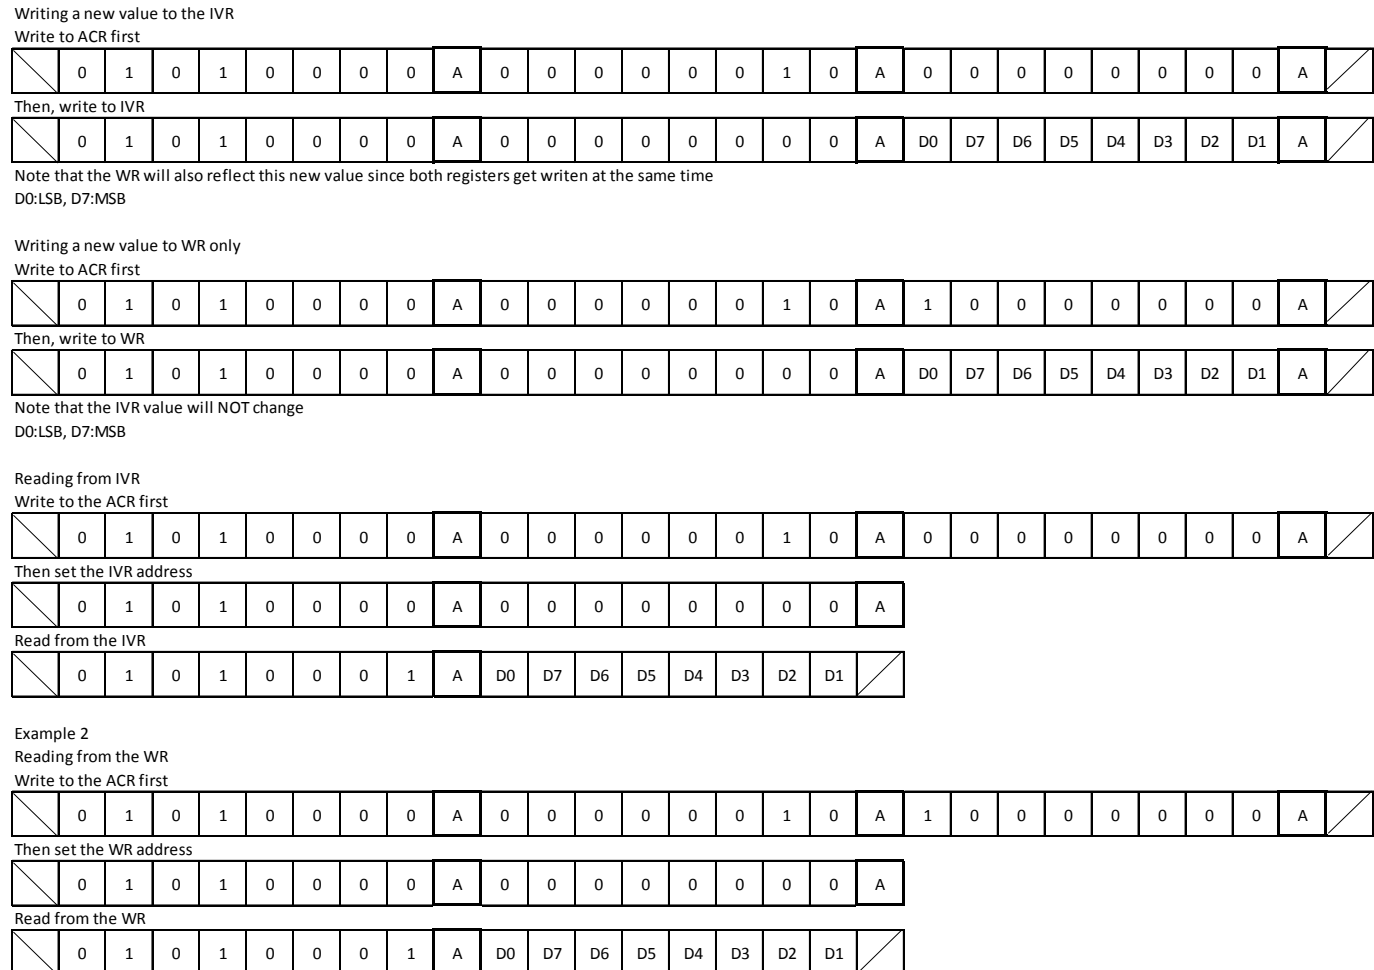 Writing a new value to the IVR
Write to ACR first
0 1 0 1 0 0 0 0 A 0 0 0 0 0 0 1 0 A 0 0 0 0 0 0 0 0 A
Then, write to IVR
0 1 0 1 0 0 0 0 A 0 0 0 0 0 0 0 0 A D0 D7 D6 D5 D4 D3 D2 D1 A
Note that the WR will also reflect this new value since both registers get writen at the same time
D0:LSB, D7:MSB
Writing a new value to WR only
Write to ACR first
0 1 0 1 0 0 0 0 A 0 0 0 0 0 0 1 0 A 1 0 0 0 0 0 0 0 A
Then, write to WR
0 1 0 1 0 0 0 0 A 0 0 0 0 0 0 0 0 A D0 D7 D6 D5 D4 D3 D2 D1 A
Note that the IVR value will NOT change
D0:LSB, D7:MSB
Reading from IVR
Write to the ACR first
0 1 0 1 0 0 0 0 A 0 0 0 0 0 0 1 0 A 0 0 0 0 0 0 0 0 A
Then set the IVR address
0 1 0 1 0 0 0 0 A 0 0 0 0 0 0 0 0 A
Read from the IVR
0 1 0 1 0 0 0 1 A D0 D7 D6 D5 D4 D3 D2 D1
Example 2
Reading from the WR
Write to the ACR first
0 1 0 1 0 0 0 0 A 0 0 0 0 0 0 1 0 A 1 0 0 0 0 0 0 0 A
Then set the WR address
0 1 0 1 0 0 0 0 A 0 0 0 0 0 0 0 0 A
Read from the WR
0 1 0 1 0 0 0 1 A D0 D7 D6 D5 D4 D3 D2 D1